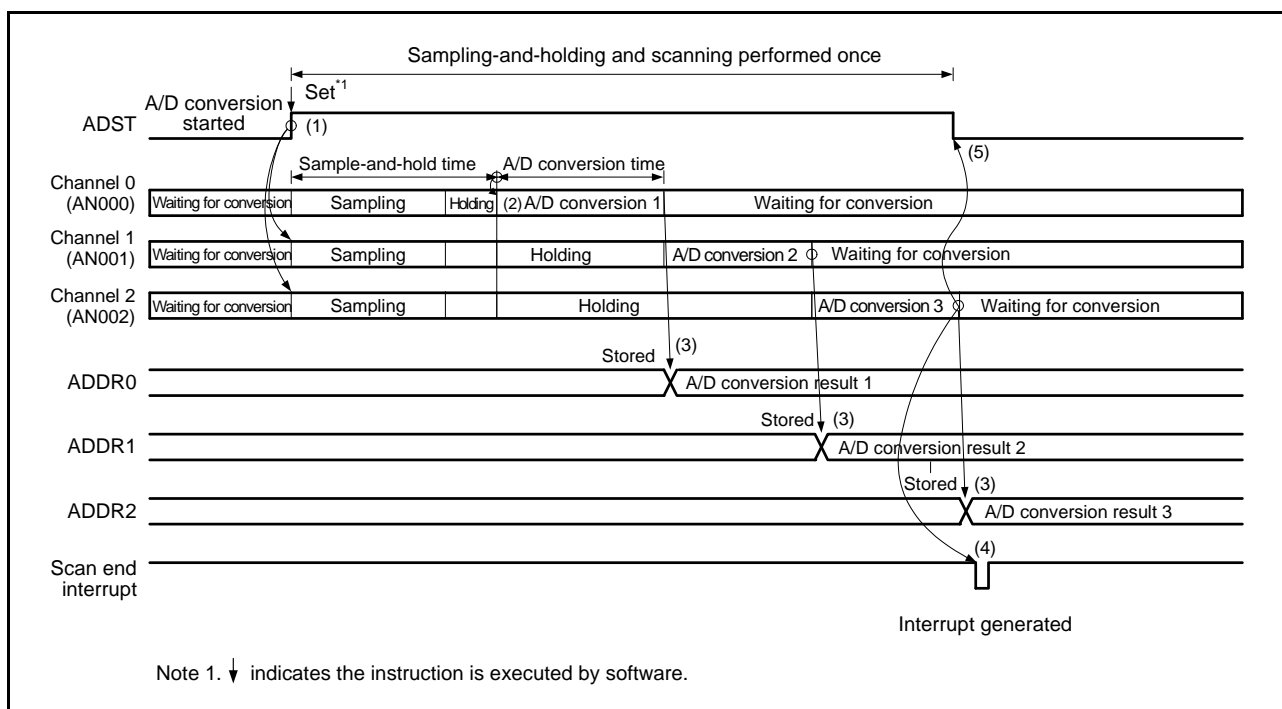 Sampling-and-holding and scanning performed once
Set*1
A/D conversion
started
ADST
(1)
(5)
Sample-and-hold time
A/D conversion time
Channel 0
(AN000)
Waiting for conversion
Sampling
Holding
(2) A/D conversion 1
Waiting for conversion
Channel 1
(AN001)
Waiting for conversion
Sampling
Holding
A/D conversion 2
Waiting for conversion
Channel 2
(AN002)
Waiting for conversion
Sampling
Holding
A/D conversion 3
Waiting for conversion
Stored
(3)
ADDR0
A/D conversion result 1
Stored
(3)
ADDR1
A/D conversion result 2
Stored
(3)
ADDR2
A/D conversion result 3
Scan end
interrupt
(4)
Interrupt generated
Note 1. indicates the instruction is executed by software.